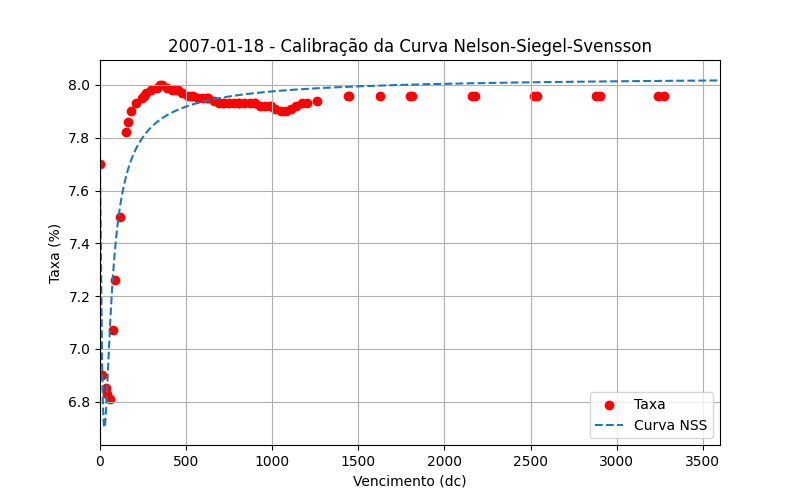 2007-01-18 - Calibração da Curva Nelson-Siegel-Svensson
Taxa (%)
8.0
7.8
7.6
7.4
7.2
7.0
6.8
0 500 1000 1500 2000 2500 3000 3500
Vencimento (dc)
Taxa
Curva NSS